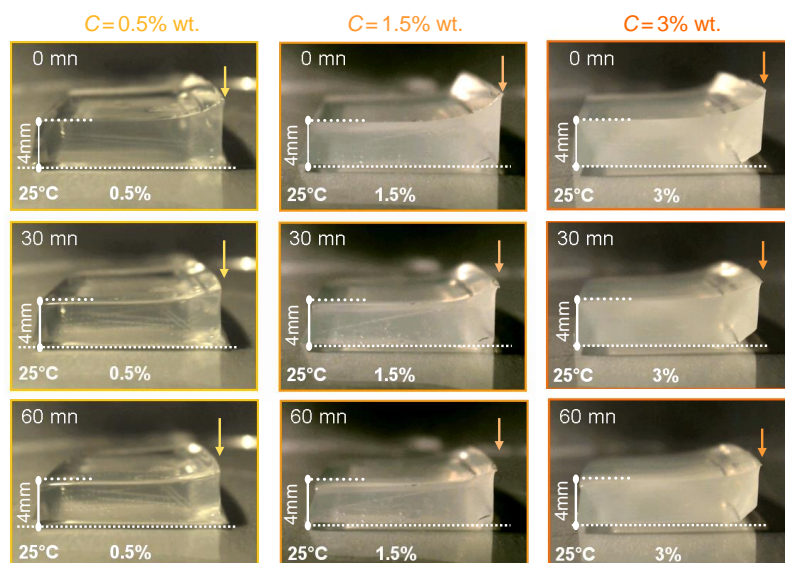 C = 0.5% wt.
C = 1.5% wt.
C = 3% wt.
0 mn
4mm
25°C 0.5%
0 mn
4mm
25°C 1.5%
0 mn
4mm
25°C 3%
30 mn
4mm
25°C 0.5%
30 mn
4mm
25°C 1.5%
30 mn
4mm
25°C 3%
60 mn
4mm
25°C 0.5%
60 mn
4mm
25°C 1.5%
60 mn
4mm
25°C 3%